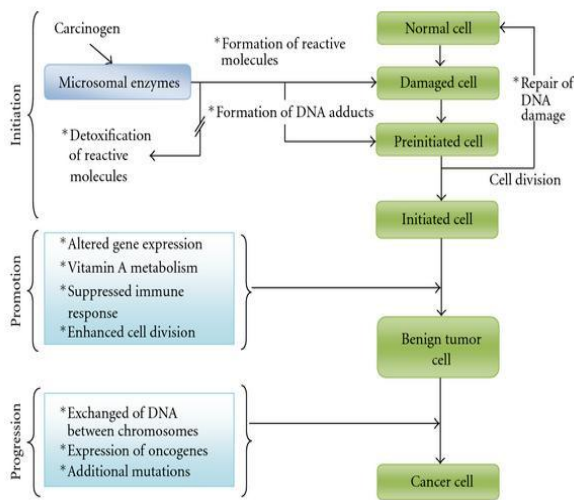 Initiation
Carcinogen
Microsomal enzymes
*Formation of reactive
molecules
*Formation of DNA adducts
*Detoxification
of reactive
molecules
Normal cell
Damaged cell
Preinitiated cell
*Repair of
DNA
damage
Cell division
Initiated cell
Promotion
*Altered gene expression
*Vitamin A metabolism
*Suppressed immune
response
*Enhanced cell division
Benign tumor
cell
Progression
*Exchanged of DNA
between chromosomes
*Expression of oncogenes
*Additional mutations
Cancer cell